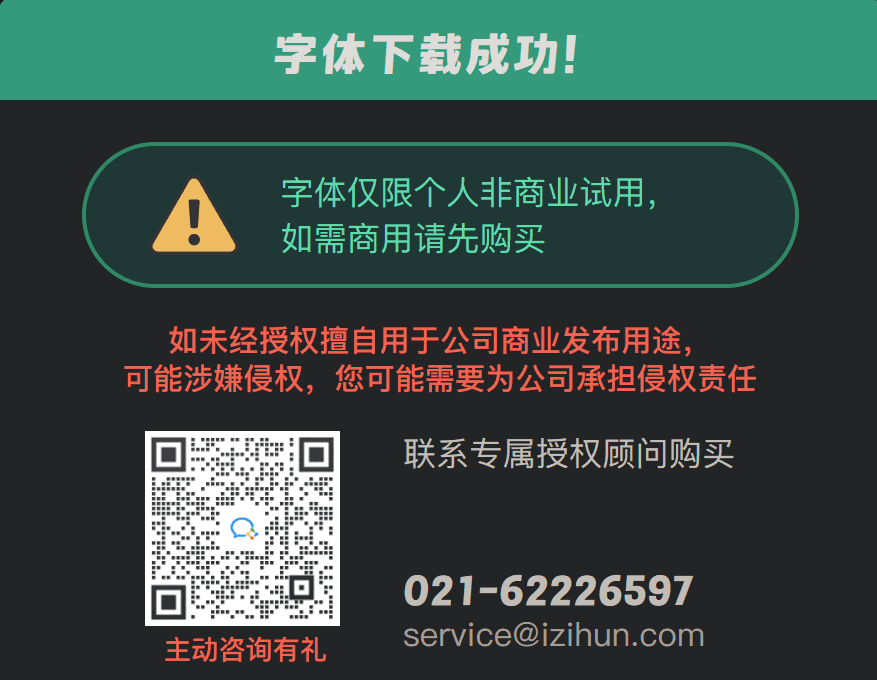 字体下载成功！
字体仅限个人非商业试用，
如需商用请先购买
如未经授权擅自用于公司商业发布用途，
可能涉嫌侵权，您可能需要为公司承担侵权责任
联系专属授权顾问购买
021-62226597
service@izihun.com
主动咨询有礼